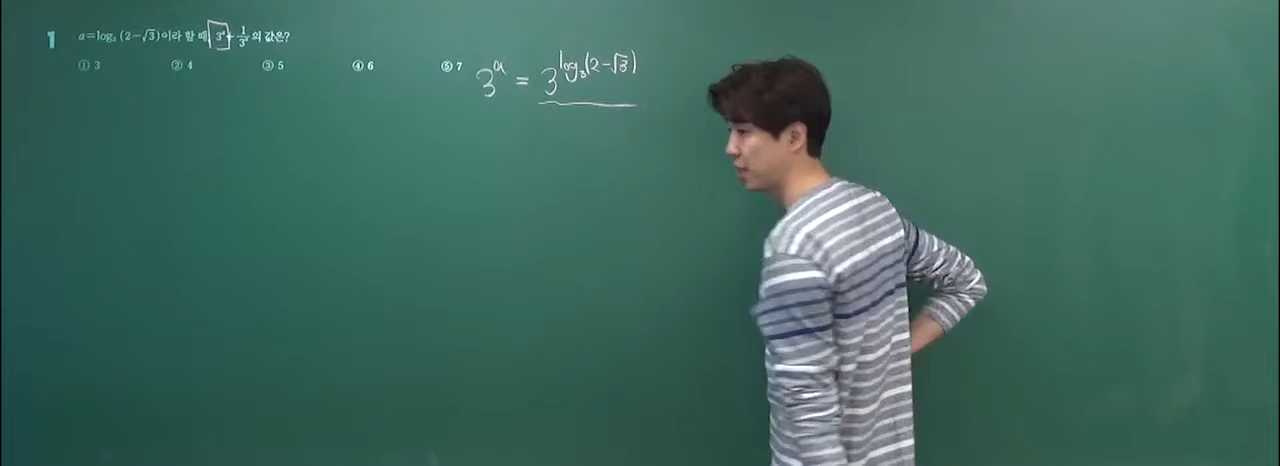 1 a=log₃(2-√3)이라 할 때, 3ᵃ+1/3ᵃ의 값은?
① 3 ② 4 ③ 5 ④ 6 ⑤ 7
3ᵃ = 3^log₃(2-√3)